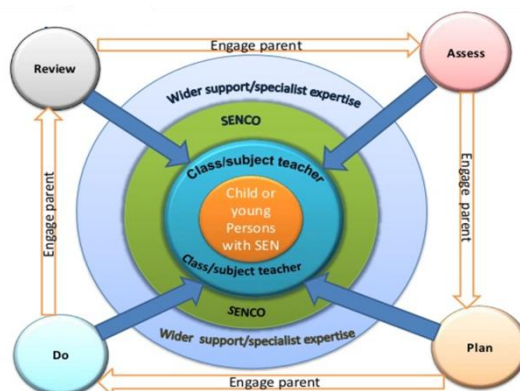 Engage parent
Review
Assess
Wider support/specialist expertise
SENCO
Class/subject teacher
Child or
young
Persons
with SEN
Engage parent
Engage parent
Class/subject teacher
SENCO
Wider support/specialist expertise
Do
Plan
Engage parent